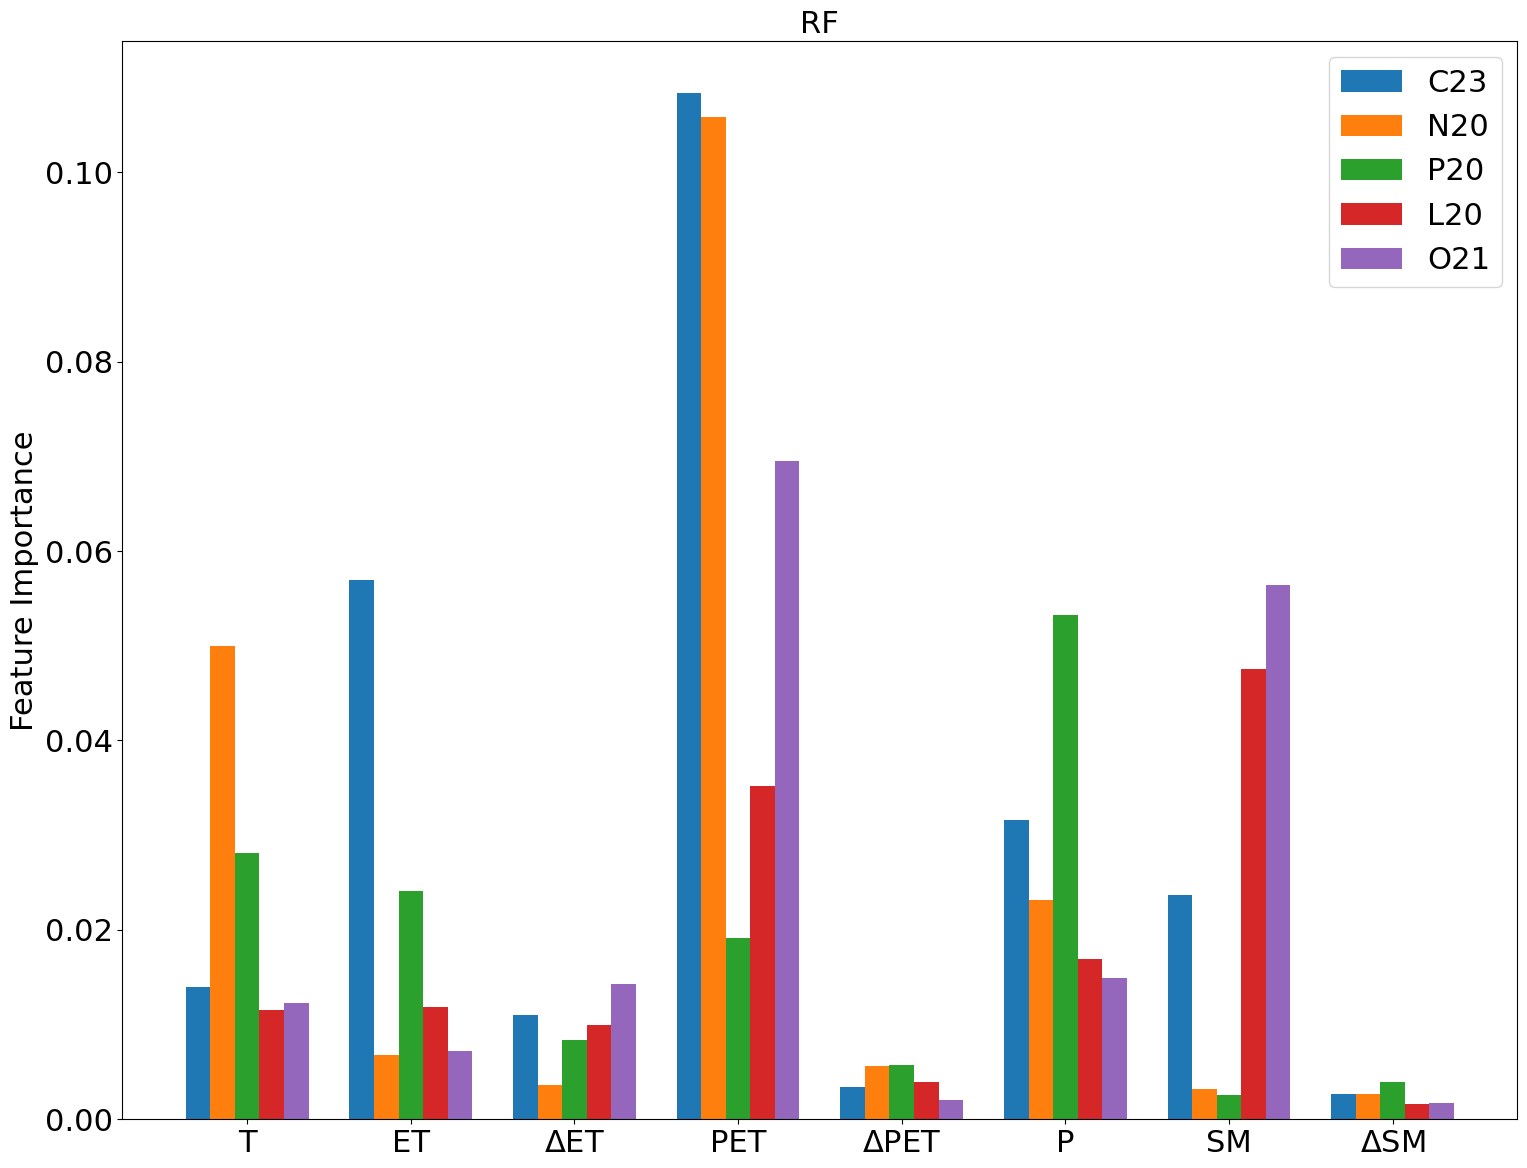 RF
C23
N20
P20
L20
O21
Feature Importance
0.10
0.08
0.06
0.04
0.02
0.00
T ET ΔET PET ΔPET P SM ΔSM